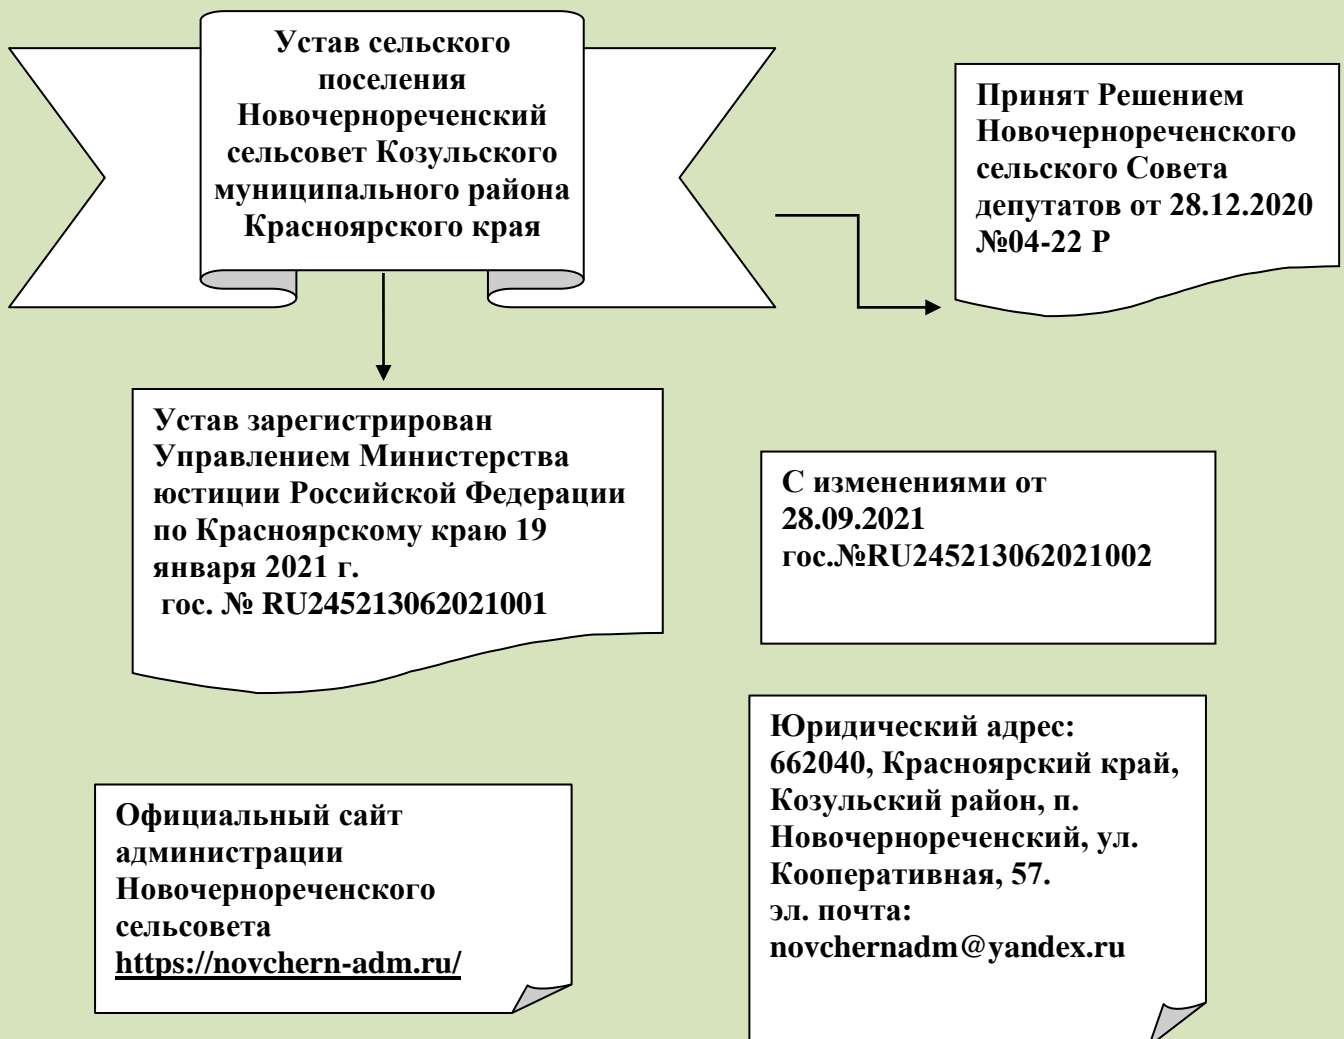 Устав сельского
поселения
Новочернореченский
сельсовет Козульского
муниципального района
Красноярского края
Принят Решением
Новочернореченского
сельского Совета
депутатов от 28.12.2020
№04-22 Р
Устав зарегистрирован
Управлением Министерства
юстиции Российской Федерации
по Красноярскому краю 19
января 2021 г.
гос. № RU245213062021001
С изменениями от
28.09.2021
гос.№RU245213062021002
Юридический адрес:
662040, Красноярский край,
Козульский район, п.
Новочернореченский, ул.
Кооперативная, 57.
эл. почта:
novchernadm@yandex.ru
Официальный сайт
администрации
Новочернореченского
сельсовета
https://novchern-adm.ru/